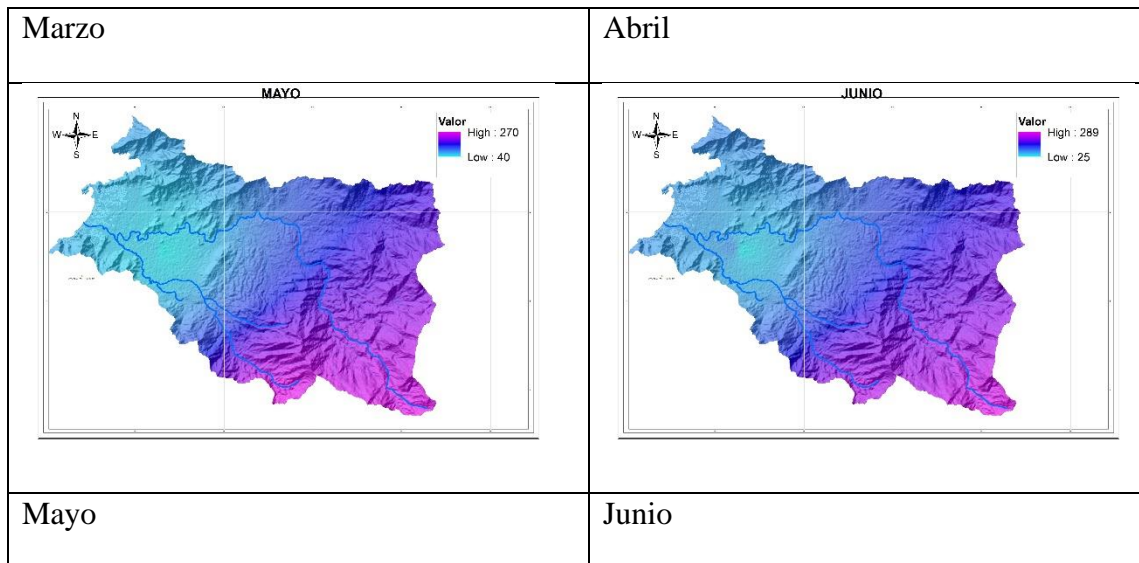 Marzo
Abril
MAYO
N
W
E
S
Valor
High : 270
Low : 40
JUNIO
N
W
E
S
Valor
High : 289
Low : 25
Mayo
Junio